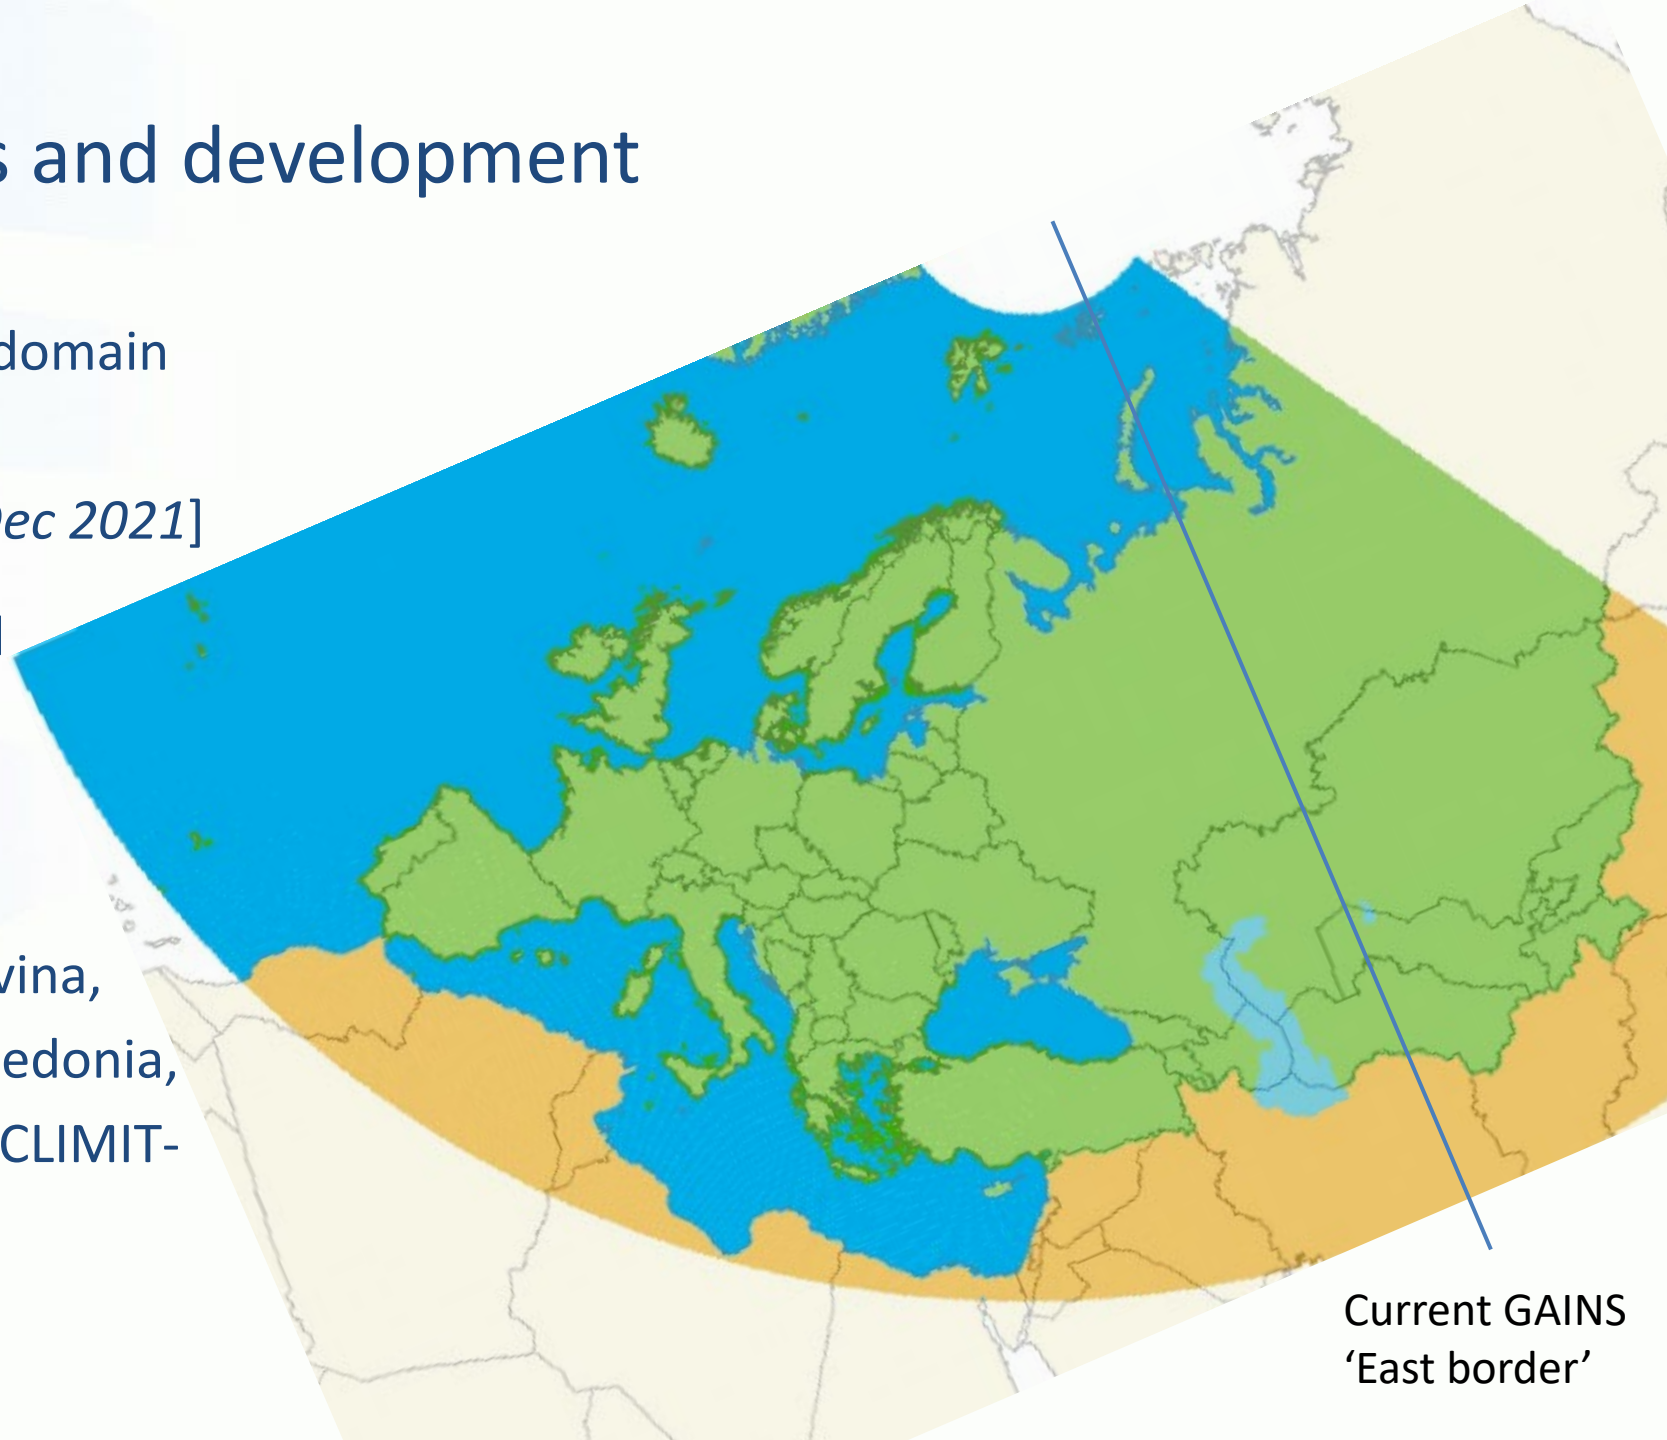 s and development
domain
ec 2021]
vina,
edonia,
CLIMIT-
Current GAINS
‘East border’